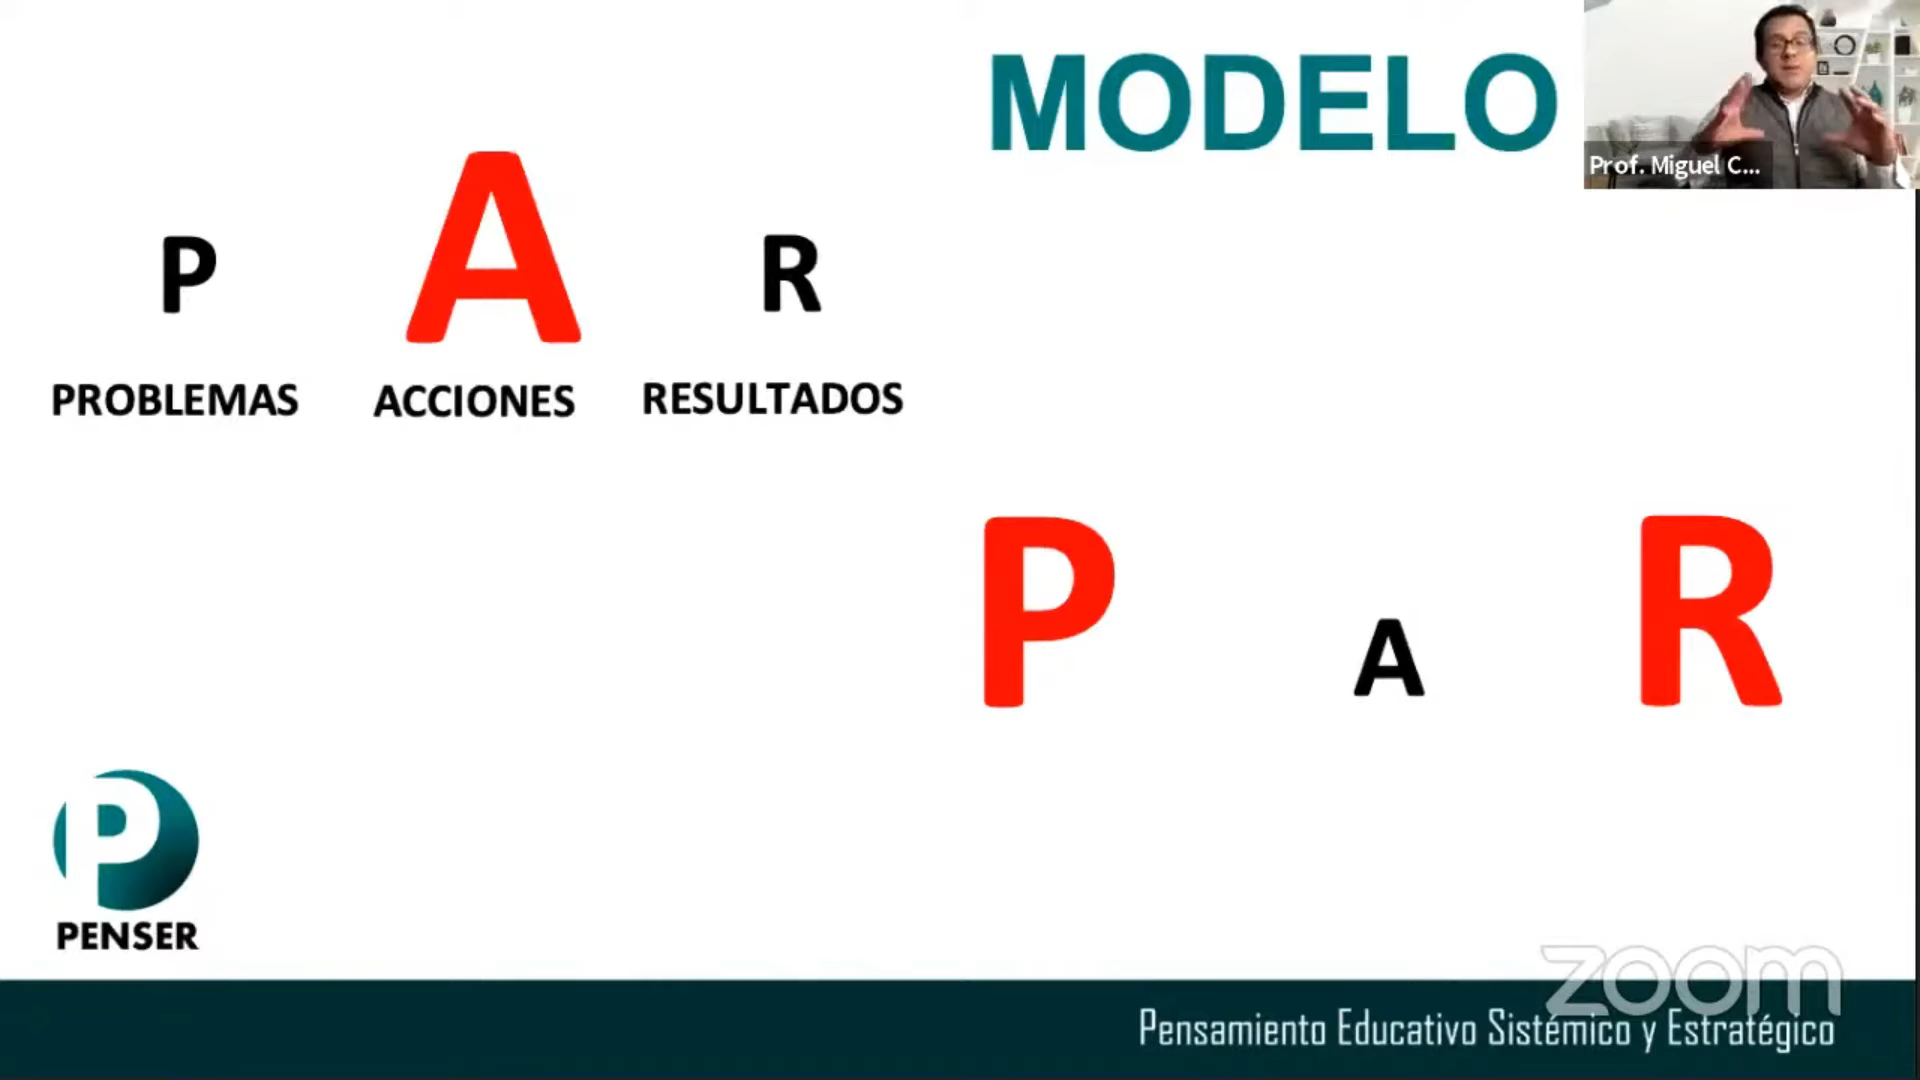 MODELO
Prof. Miguel C...
P A R
PROBLEMAS ACCIONES RESULTADOS
P A R
P
PENSER
zoom
Pensamiento Educativo Sistémico y Estratégico